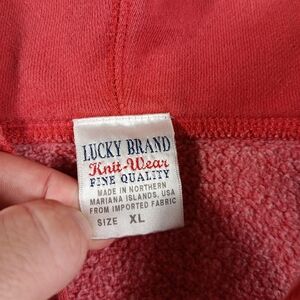 LUCKY BRAND
Knit-Wear
FINE QUALITY
MADE IN NORTHERN
MARIANA ISLANDS, USA
FROM IMPORTED FABRIC
SIZE XL